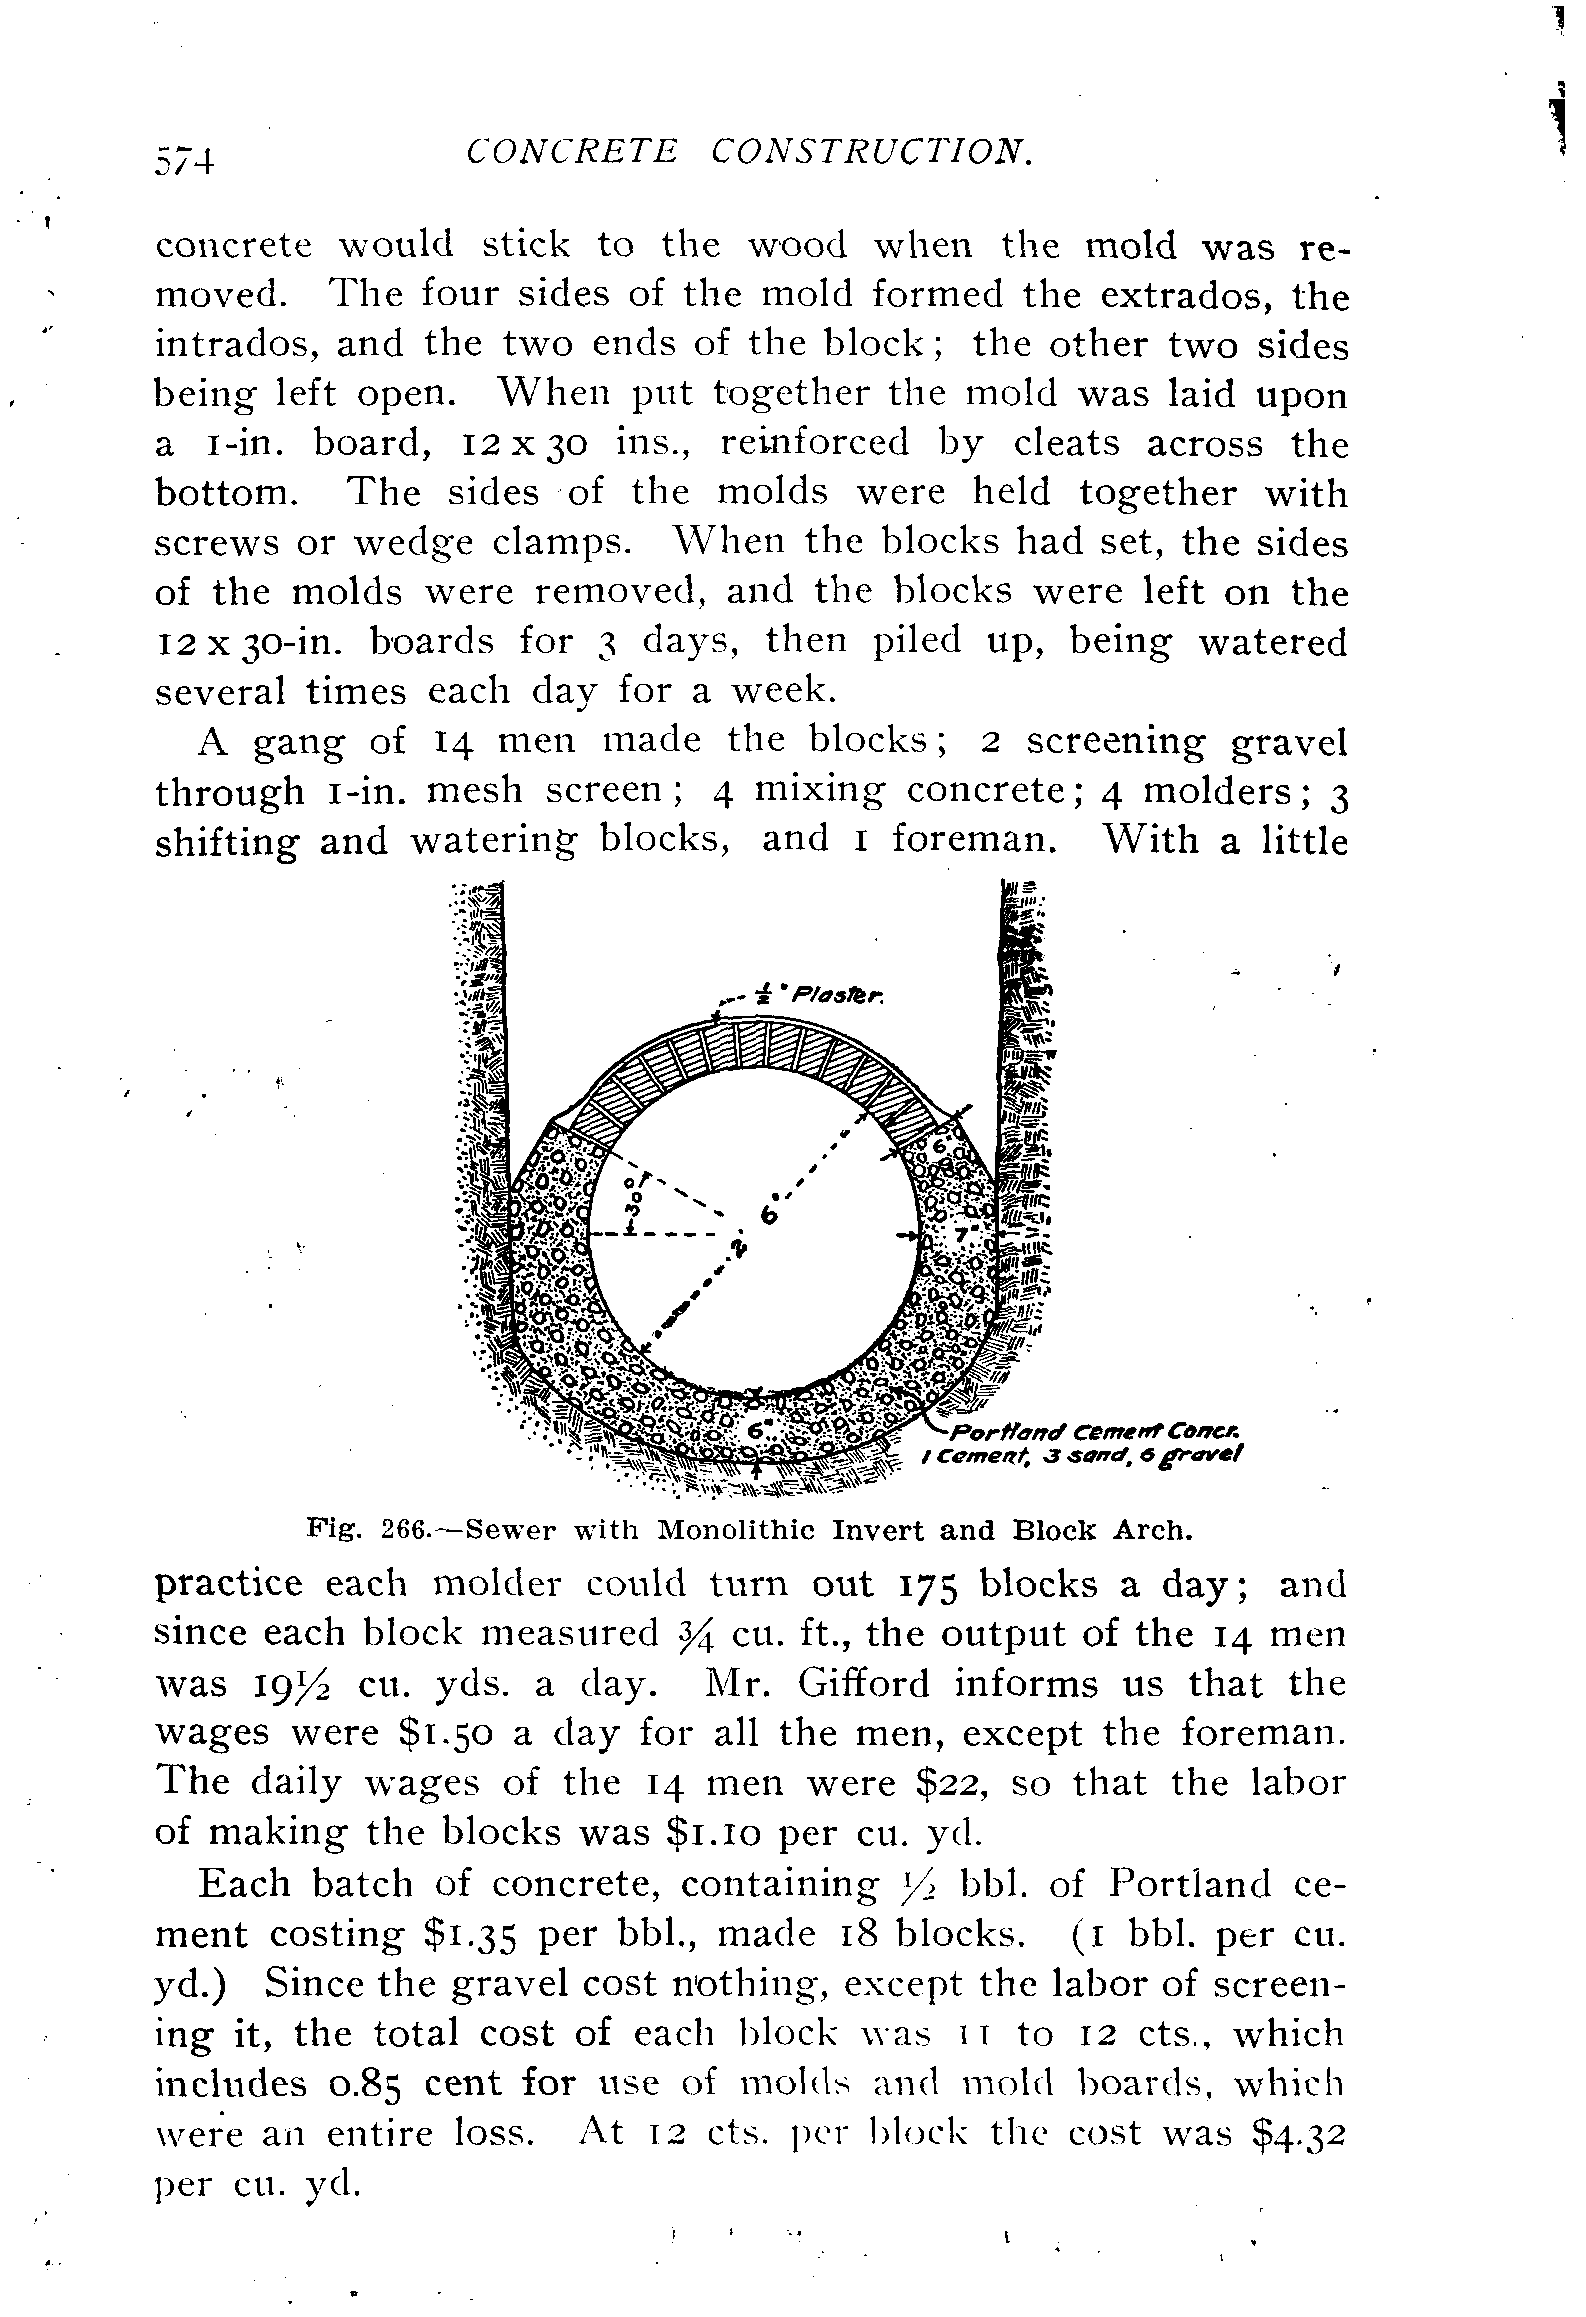 574
CONCRETE CONSTRUCTION.
concrete would stick to the wood when the mold was re-
moved. The four sides of the mold formed the extrados, the
intrados, and the two ends of the block; the other two sides
being left open. When put together the mold was laid upon
a 1-in. board, 12 x 30 ins., reinforced by cleats across the
bottom. The sides of the molds were held together with
screws or wedge clamps. When the blocks had set, the sides
of the molds were removed, and the blocks were left on the
12 x 30-in. boards for 3 days, then piled up, being watered
several times each day for a week.
A gang of 14 men made the blocks; 2 screening gravel
through 1-in. mesh screen; 4 mixing concrete; 4 molders; 3
shifting and watering blocks, and 1 foreman. With a little
½" Plaster.
6"
30°
2' 6"
7"
6"
Portland Cement Concr.
1 Cement, 3 sand, 6 gravel
Fig. 266.—Sewer with Monolithic Invert and Block Arch.
practice each molder could turn out 175 blocks a day; and
since each block measured ¾ cu. ft., the output of the 14 men
was 19½ cu. yds. a day. Mr. Gifford informs us that the
wages were $1.50 a day for all the men, except the foreman.
The daily wages of the 14 men were $22, so that the labor
of making the blocks was $1.10 per cu. yd.
Each batch of concrete, containing ½ bbl. of Portland ce-
ment costing $1.35 per bbl., made 18 blocks. (1 bbl. per cu.
yd.) Since the gravel cost nothing, except the labor of screen-
ing it, the total cost of each block was 11 to 12 cts., which
includes 0.85 cent for use of molds and mold boards, which
were an entire loss. At 12 cts. per block the cost was $4.32
per cu. yd.